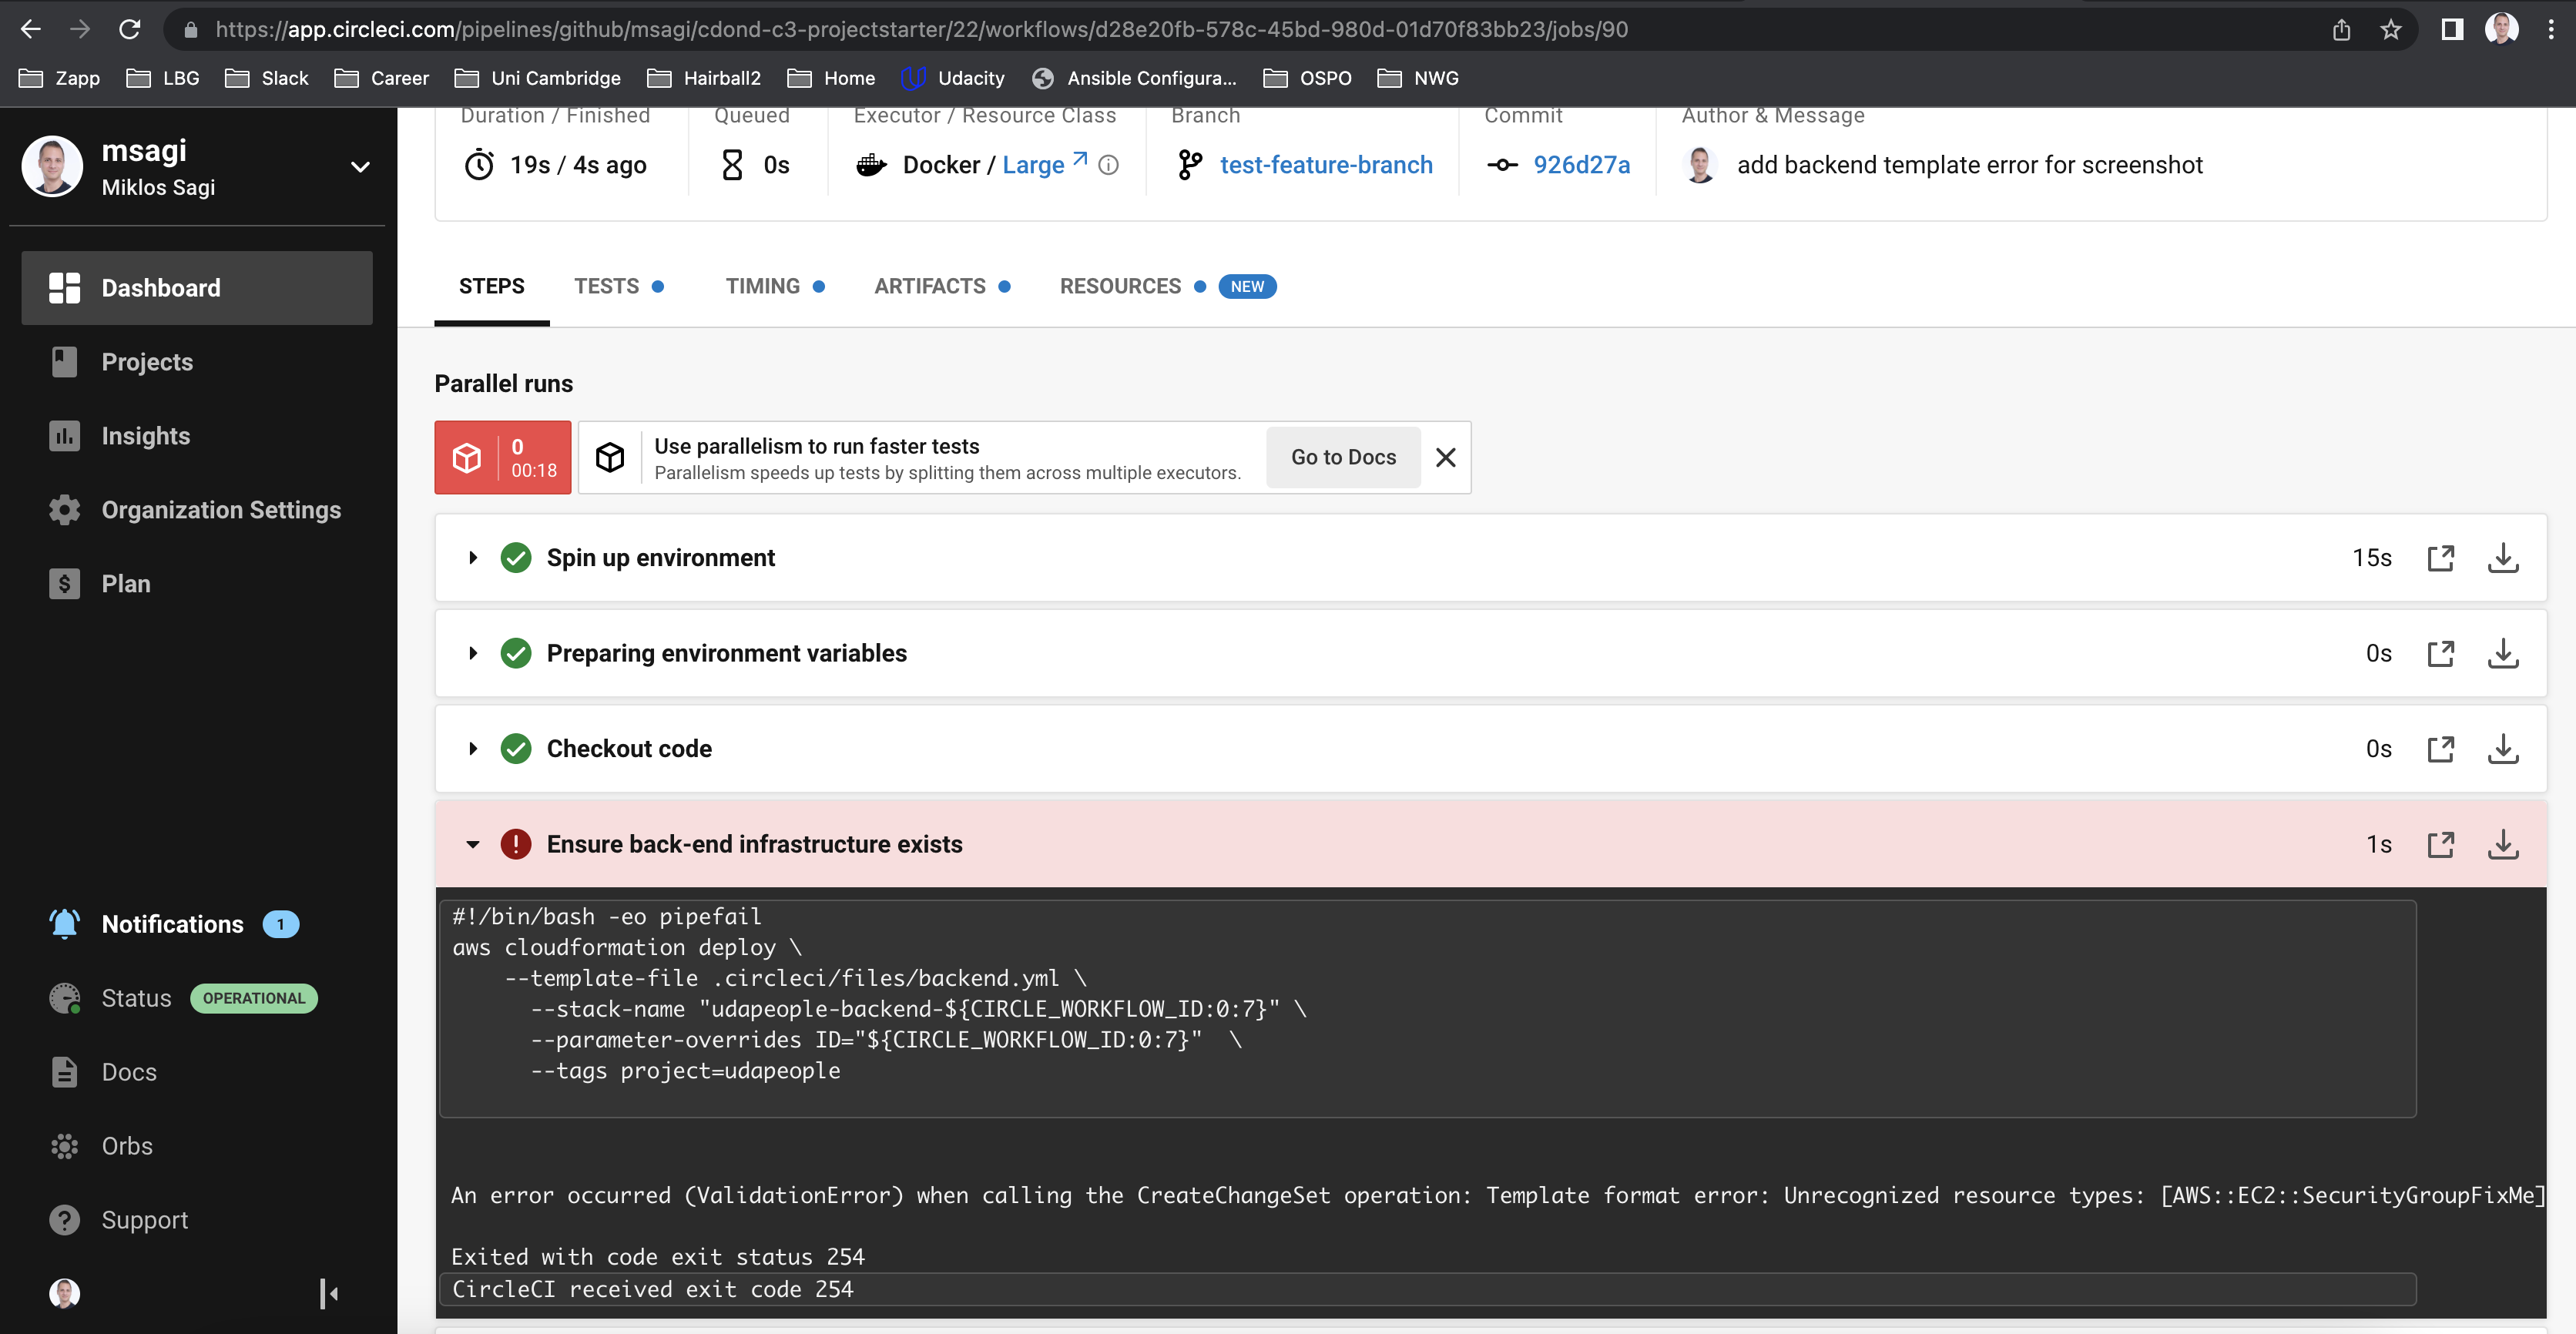 https://app.circleci.com/pipelines/github/msagi/cdond-c3-projectstarter/22/workflows/d28e20fb-578c-45bd-980d-01d70f83bb23/jobs/90
Zapp LBG Slack Career Uni Cambridge Hairball2 Home Udacity Ansible Configura... OSPO NWG
msagi
Miklos Sagi
Dashboard
Projects
Insights
Organization Settings
Plan
Notifications 1
Status OPERATIONAL
Docs
Orbs
Support
Duration / Finished Queued Executor / Resource Class Branch Commit Author & Message
19s / 4s ago 0s Docker / Large test-feature-branch 926d27a add backend template error for screenshot
STEPS TESTS TIMING ARTIFACTS RESOURCES NEW
Parallel runs
0
00:18
Use parallelism to run faster tests
Parallelism speeds up tests by splitting them across multiple executors.
Go to Docs
Spin up environment 15s
Preparing environment variables 0s
Checkout code 0s
Ensure back-end infrastructure exists 1s
#!/bin/bash -eo pipefail
aws cloudformation deploy \
--template-file .circleci/files/backend.yml \
--stack-name "udapeople-backend-${CIRCLE_WORKFLOW_ID:0:7}" \
--parameter-overrides ID="${CIRCLE_WORKFLOW_ID:0:7}" \
--tags project=udapeople
An error occurred (ValidationError) when calling the CreateChangeSet operation: Template format error: Unrecognized resource types: [AWS::EC2::SecurityGroupFixMe]
Exited with code exit status 254
CircleCI received exit code 254